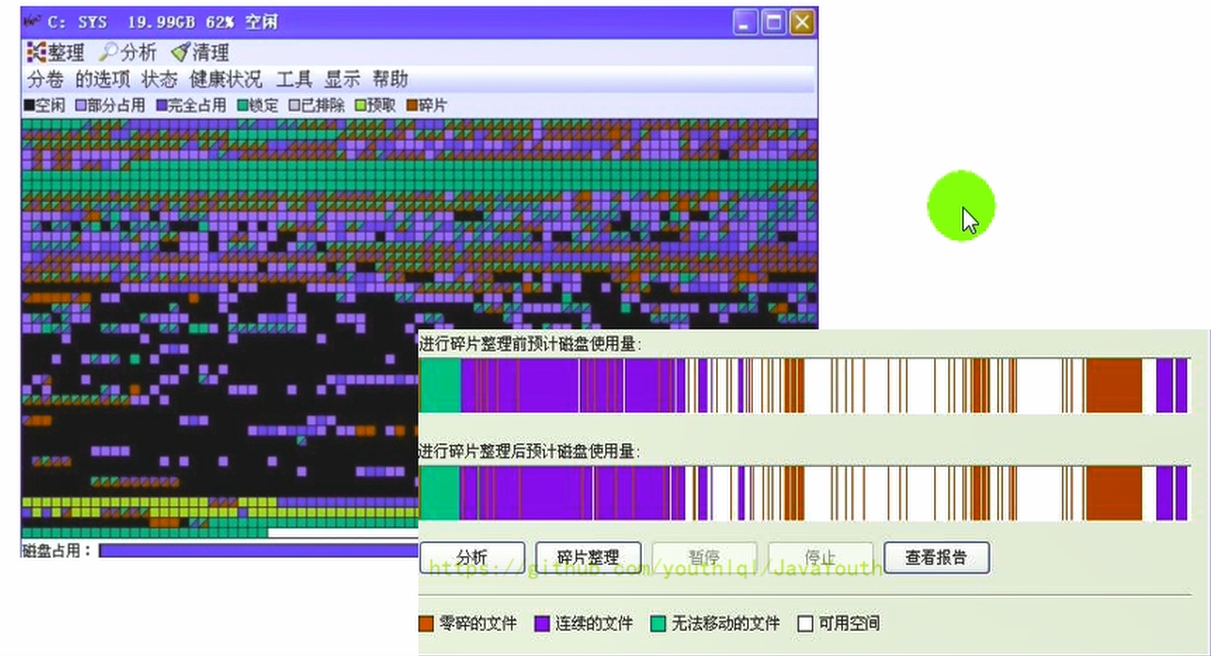 C: SYS 19.99GB 62% 空闲
整理 分析 清理
分卷 的选项 状态 健康状况 工具 显示 帮助
空闲 部分占用 完全占用 锁定 已排除 预取 碎片
磁盘占用：
进行碎片整理前预计磁盘使用量：
进行碎片整理后预计磁盘使用量：
分析 碎片整理 暂停 停止 查看报告
https://github.com/youthlql/JavaYouth
零碎的文件 连续的文件 无法移动的文件 可用空间